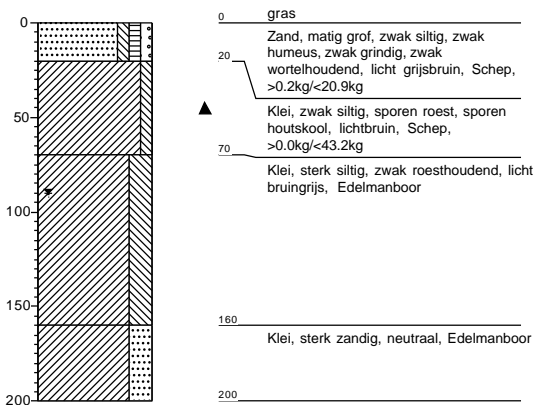 0
50
100
150
200
0
gras
Zand, matig grof, zwak siltig, zwak
humeus, zwak grindig, zwak
wortelhoudend, licht grijsbruin, Schep,
>0.2kg/<20.9kg
20
Klei, zwak siltig, sporen roest, sporen
houtskool, lichtbruin, Schep,
>0.0kg/<43.2kg
70
Klei, sterk siltig, zwak roesthoudend, licht
bruingrijs, Edelmanboor
160
Klei, sterk zandig, neutraal, Edelmanboor
200